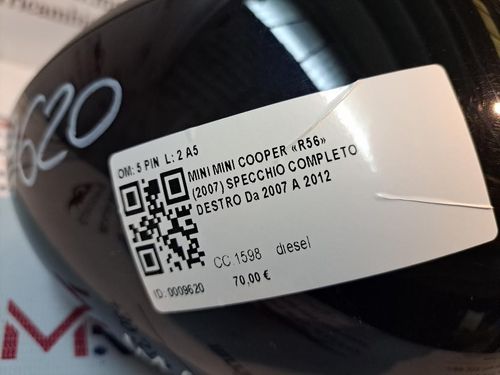 620
OM: 5 PIN L: 2 A5
MINI MINI COOPER «R56»
(2007) SPECCHIO COMPLETO
DESTRO Da 2007 A 2012
CC 1598 diesel
70,00 €
ID: 0009620